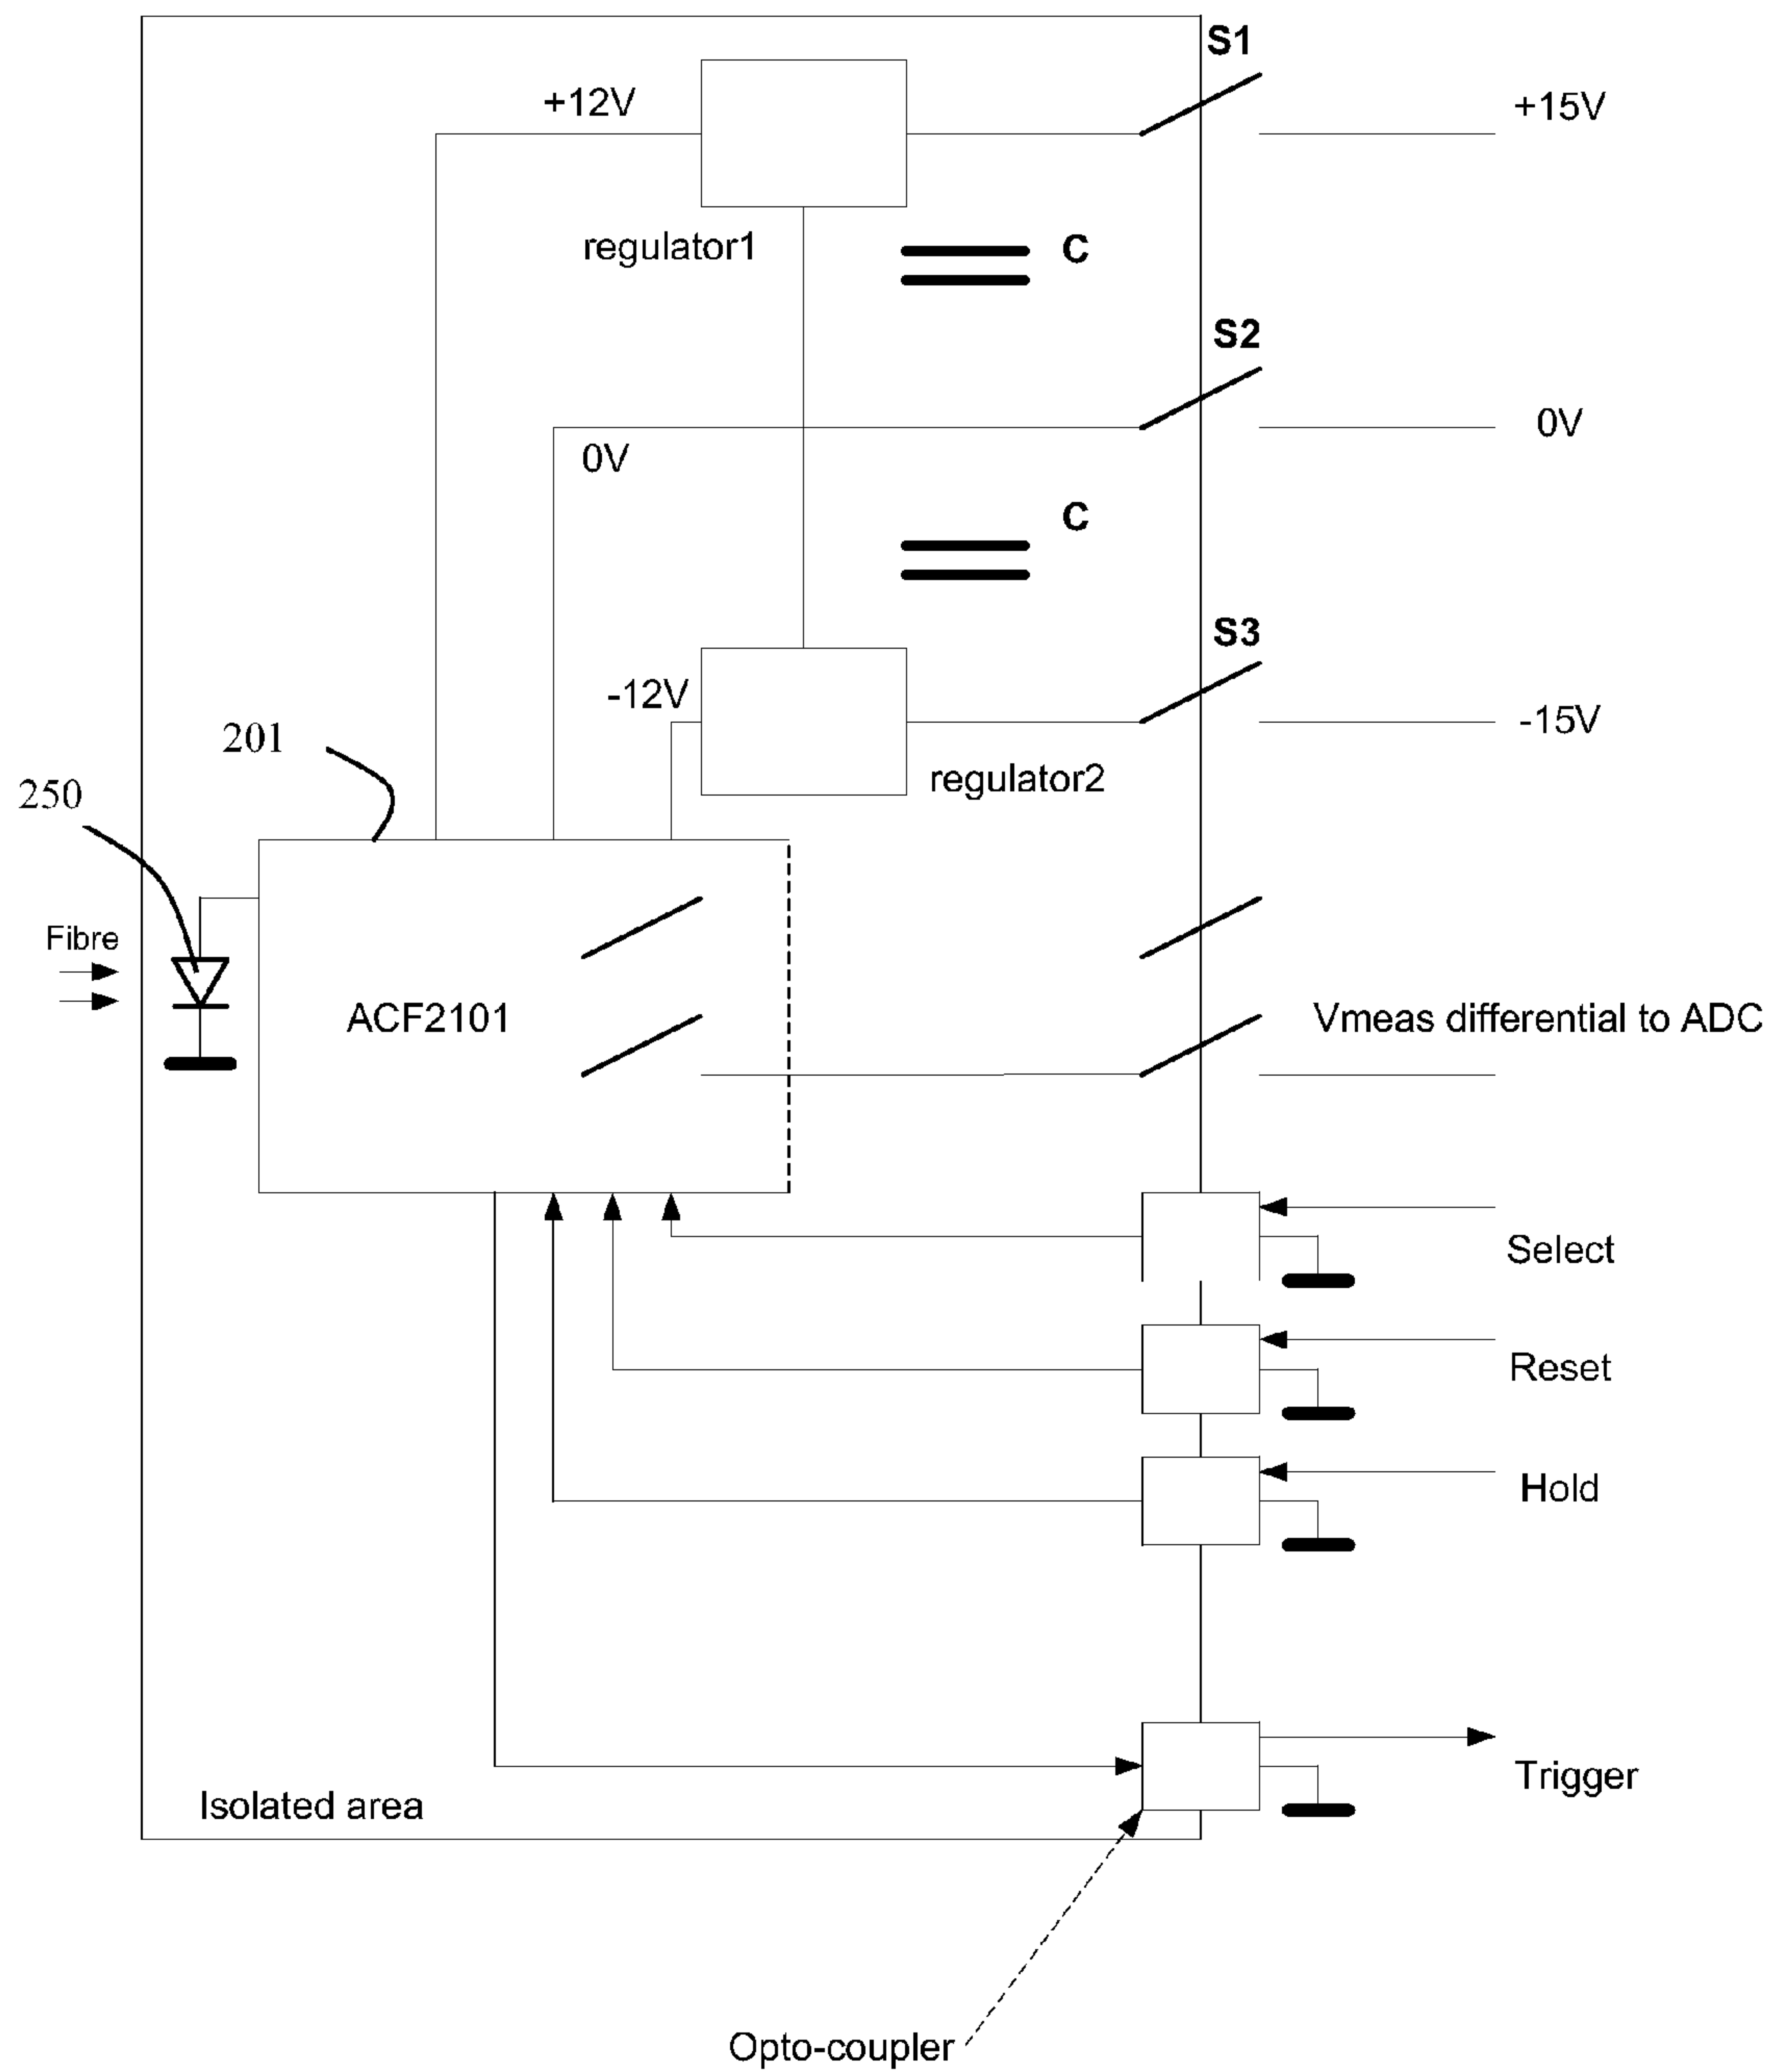 S1
+12V
+15V
regulator1
C
S2
0V
0V
C
S3
-12V
-15V
201
regulator2
250
Fibre
ACF2101
Vmeas differential to ADC
Select
Reset
Hold
Trigger
Isolated area
Opto-coupler